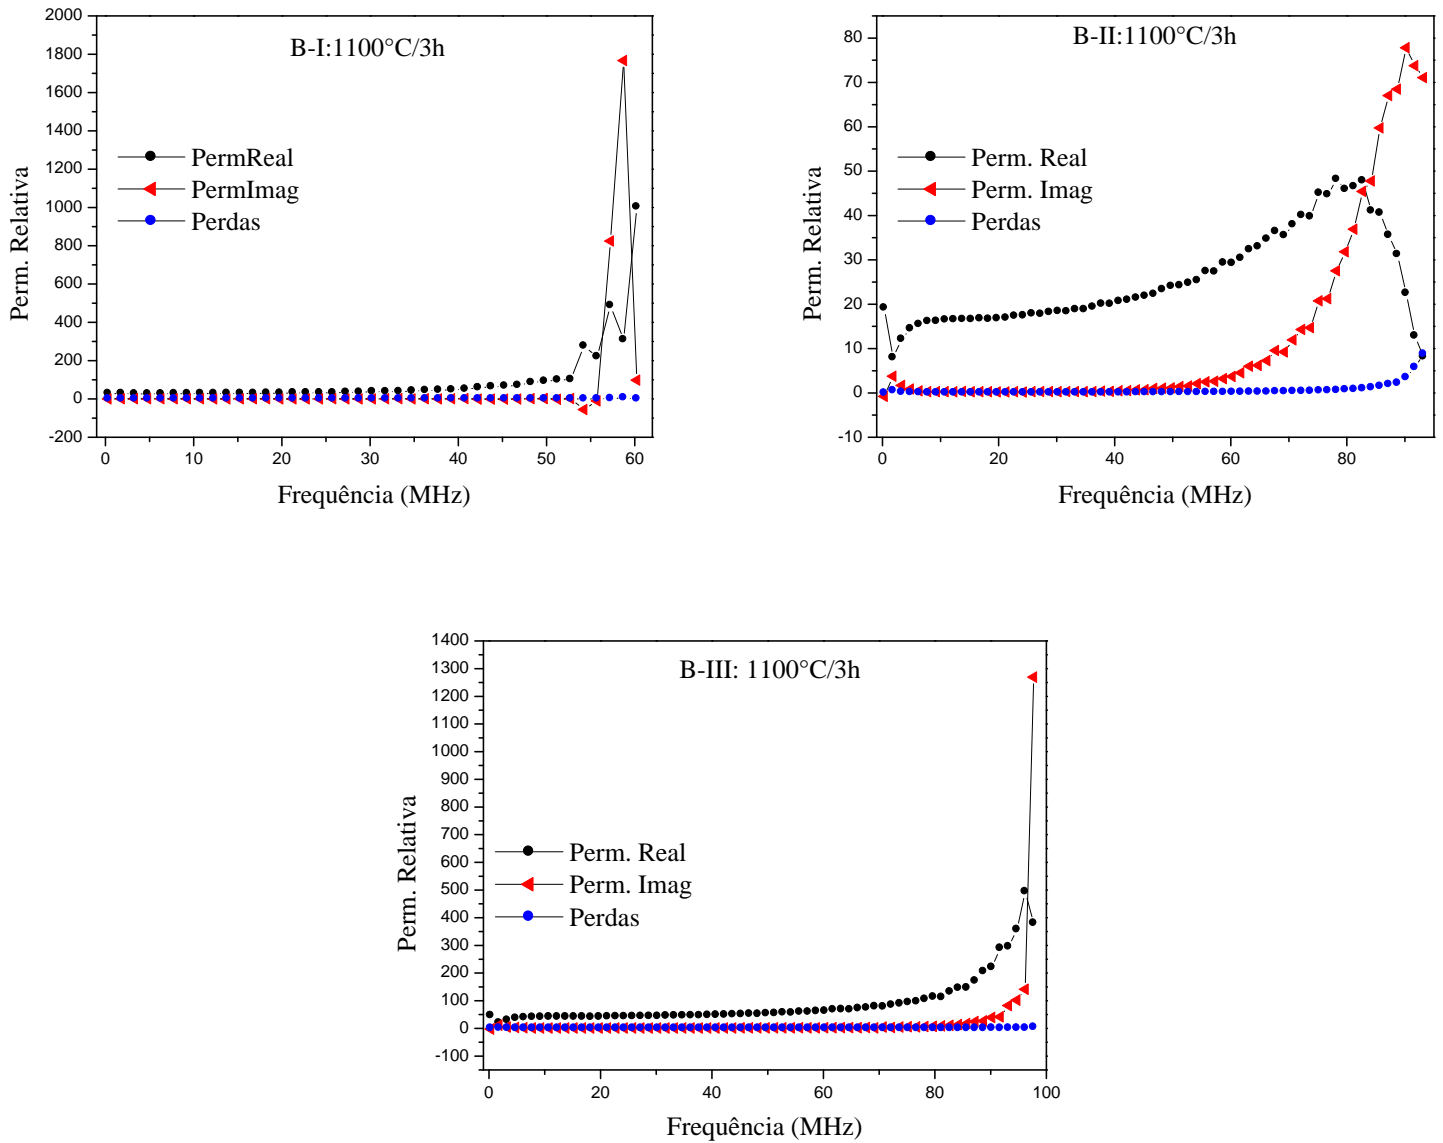 B-I:1100°C/3h
2000
1800
1600
1400
1200
1000
800
600
400
200
0
-200
PermReal
PermImag
Perdas
Perm. Relativa
0 10 20 30 40 50 60
Frequência (MHz)
B-II:1100°C/3h
80
70
60
50
40
30
20
10
0
-10
Perm. Real
Perm. Imag
Perdas
Perm. Relativa
0 20 40 60 80
Frequência (MHz)
B-III: 1100°C/3h
1400
1300
1200
1100
1000
900
800
700
600
500
400
300
200
100
0
-100
Perm. Real
Perm. Imag
Perdas
Perm. Relativa
0 20 40 60 80 100
Frequência (MHz)